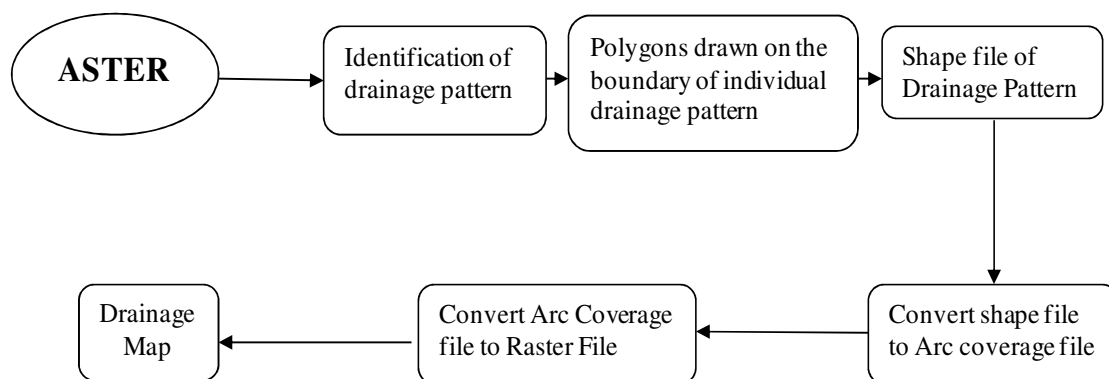 ASTER
Identification of
drainage pattern
Polygons drawn on the
boundary of individual
drainage pattern
Shape file of
Drainage Pattern
Convert shape file
to Arc coverage file
Convert Arc Coverage
file to Raster File
Drainage
Map